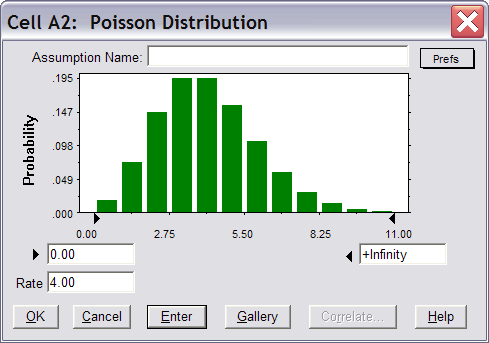 Cell A2: Poisson Distribution
Assumption Name:
Prefs
Probability
.195
.147
.098
.049
.000
0.00 2.75 5.50 8.25 11.00
0.00 +Infinity
Rate 4.00
OK Cancel Enter Gallery Correlate... Help